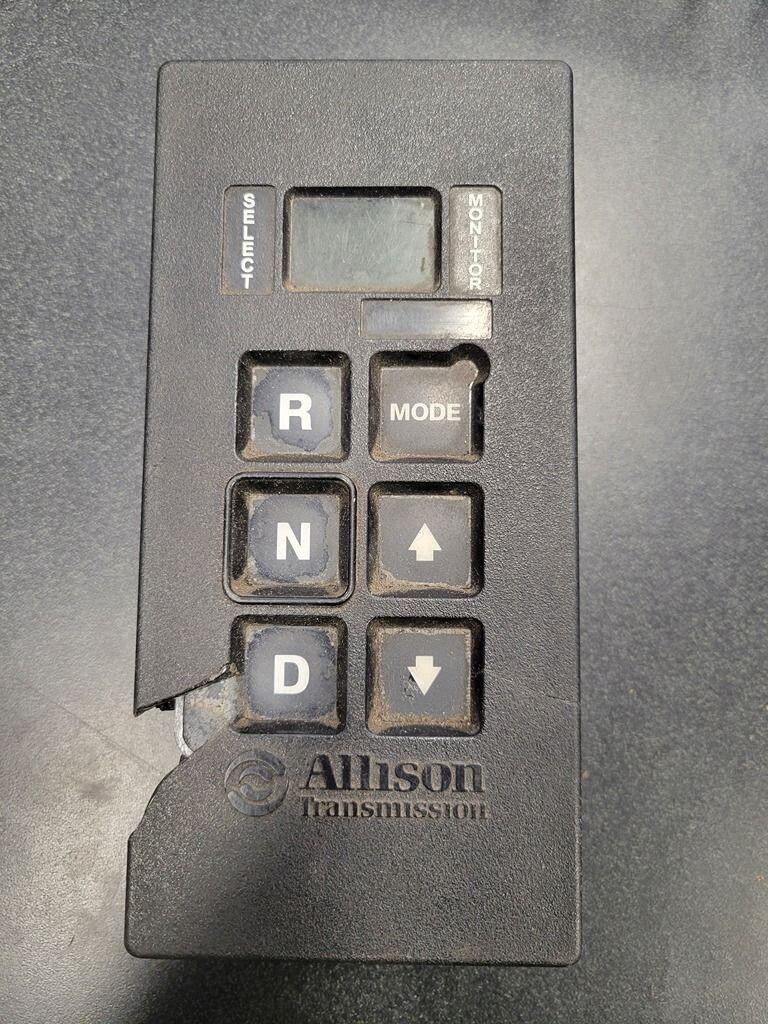 SELECT
MONITOR
R
MODE
N
D
Allison
Transmission